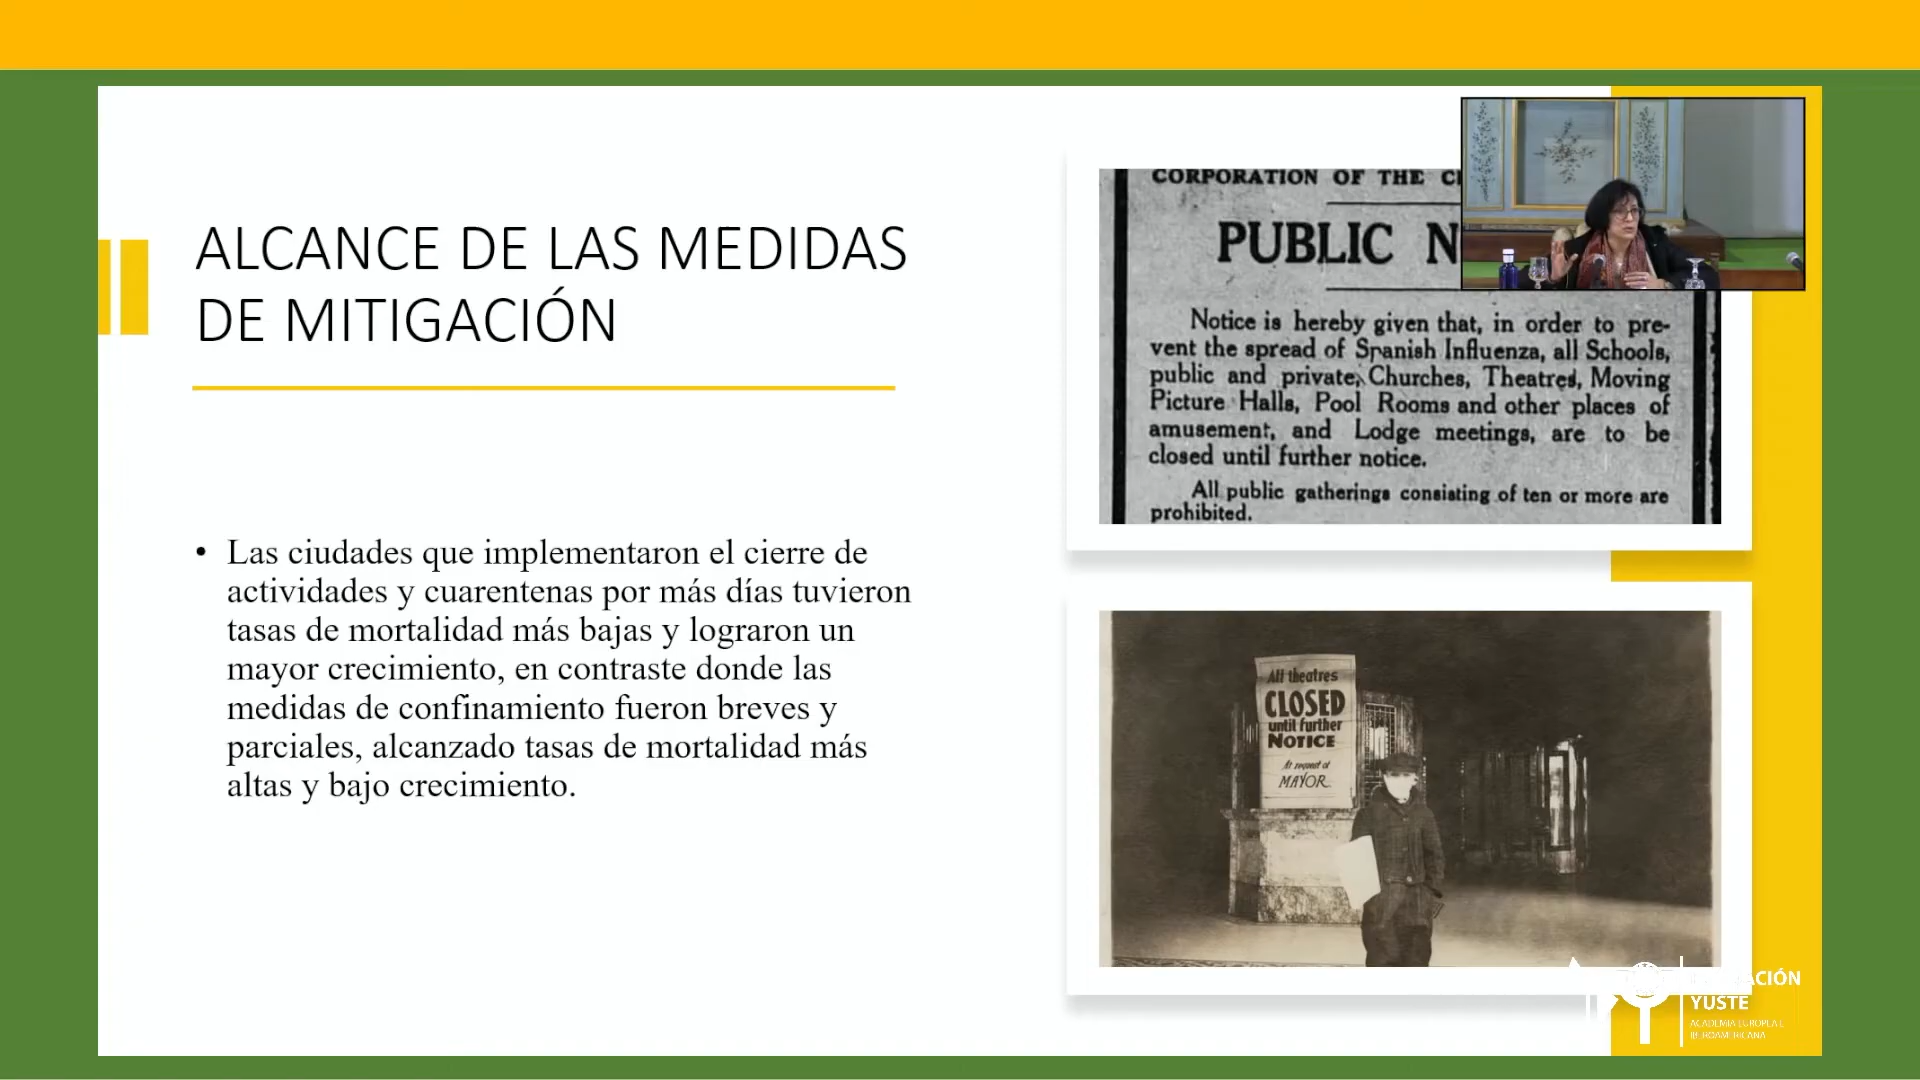 ALCANCE DE LAS MEDIDAS
DE MITIGACIÓN
• Las ciudades que implementaron el cierre de
actividades y cuarentenas por más días tuvieron
tasas de mortalidad más bajas y lograron un
mayor crecimiento, en contraste donde las
medidas de confinamiento fueron breves y
parciales, alcanzado tasas de mortalidad más
altas y bajo crecimiento.
CORPORATION OF THE
PUBLIC
Notice is hereby given that, in order to pre-
vent the spread of Spanish Influenza, all Schools,
public and private, Churches, Theatres, Moving
Picture Halls, Pool Rooms and other places of
amusement, and Lodge meetings, are to be
closed until further notice.
All public gatherings consisting of ten or more are
prohibited.
All theatres
CLOSED
until further
NOTICE
At request of
MAYOR
YUSTE
ACADEMIA EUROPEA E
IBEROAMERICANA